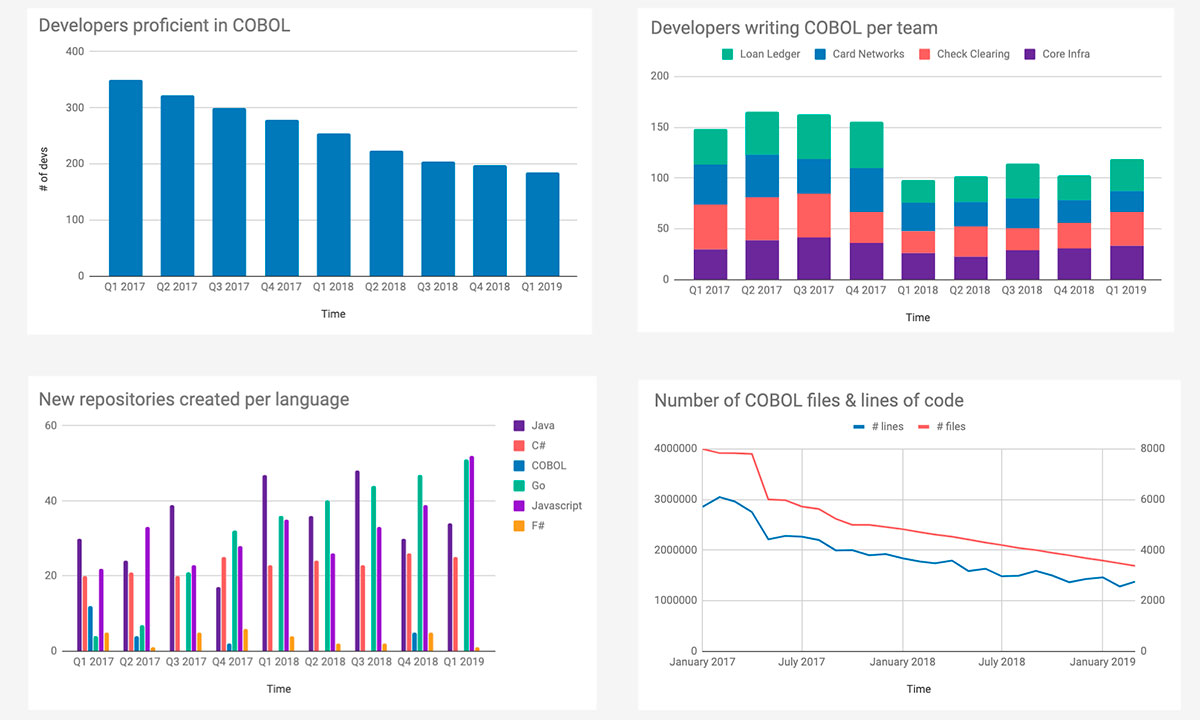 Developers proficient in COBOL
400
300
200
100
0
# of devs
Q1 2017 Q2 2017 Q3 2017 Q4 2017 Q1 2018 Q2 2018 Q3 2018 Q4 2018 Q1 2019
Time
Developers writing COBOL per team
Loan Ledger Card Networks Check Clearing Core Infra
200
150
100
50
0
Q1 2017 Q2 2017 Q3 2017 Q4 2017 Q1 2018 Q2 2018 Q3 2018 Q4 2018 Q1 2019
Time
New repositories created per language
Java
C#
COBOL
Go
Javascript
F#
60
40
20
0
Q1 2017 Q2 2017 Q3 2017 Q4 2017 Q1 2018 Q2 2018 Q3 2018 Q4 2018 Q1 2019
Time
Number of COBOL files & lines of code
# lines # files
4000000 8000
3000000 6000
2000000 4000
1000000 2000
0 0
January 2017 July 2017 January 2018 July 2018 January 2019
Time